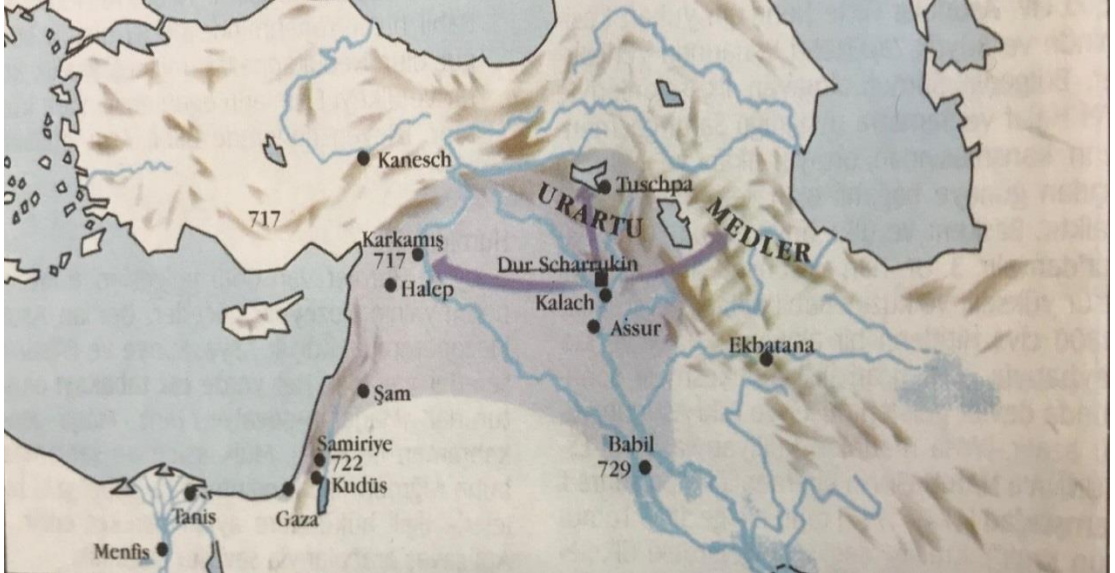 Kanesch
717
Tuschpa
URARTU
MEDLER
Karkamış
717
Halep
Dur Scharrukin
Kalach
Assur
Ekbatana
Şam
Samiriye
722
Kudüs
Gaza
Tanis
Menfis
Babil
729